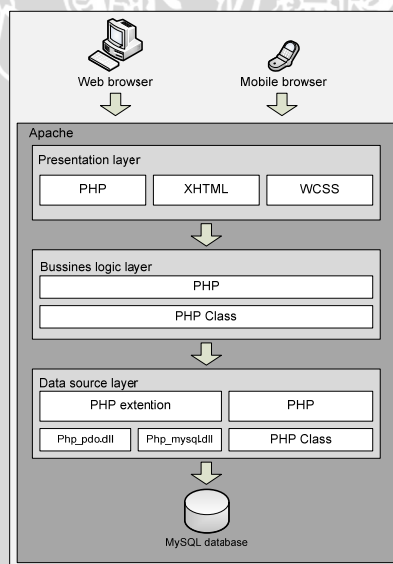 Web browser Mobile browser
Apache
Presentation layer
PHP XHTML WCSS
Bussines logic layer
PHP
PHP Class
Data source layer
PHP extention PHP
Php_pdo.dll Php_mysql.dll PHP Class
MySQL database